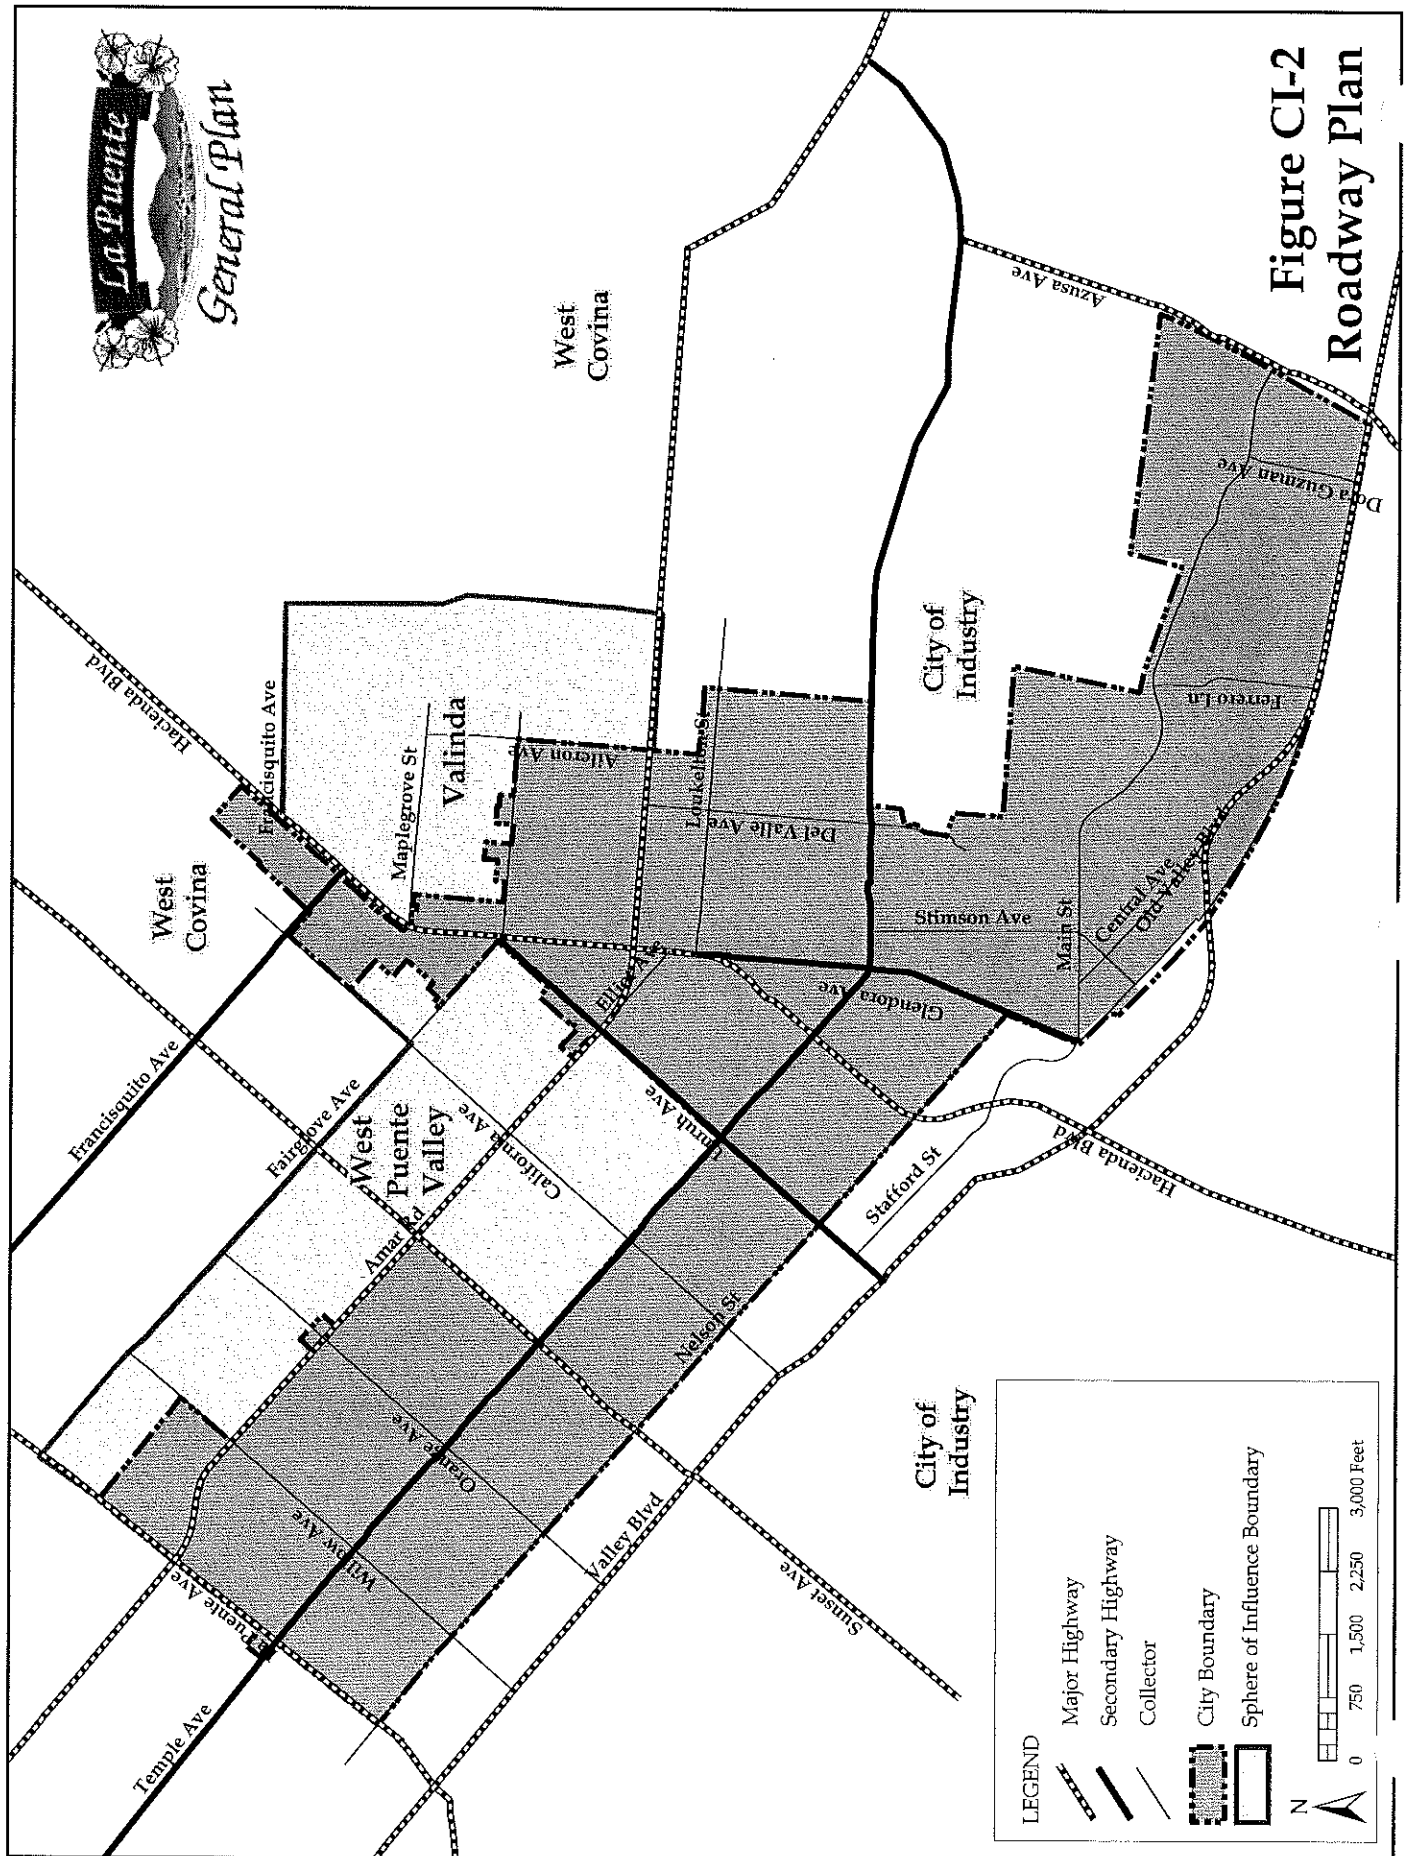 La Puente
General Plan
Figure CI-2
Roadway Plan
West
Covina
West
Covina
Hacienda Blvd
Francisquito Ave
Francisquito Ave
Maplegrove St
Valinda
Aileron Ave
Loukelton St
Del Valle Ave
Azusa Ave
City of
Industry
Dora Guzman Ave
Ferrero Ln
Stimson Ave
Main St
Central Ave
Old Valley Blvd
Glendora Ave
Unruh Ave
Fairgrove Ave
West
Puente
Valley
California Ave
Amar Rd
Stafford St
Hacienda Blvd
Nelson St
Orange Ave
Willow Ave
Puente Ave
Temple Ave
Valley Blvd
Sunset Ave
City of
Industry
LEGEND
Major Highway
Secondary Highway
Collector
City Boundary
Sphere of Influence Boundary
N
0 750 1,500 2,250 3,000 Feet